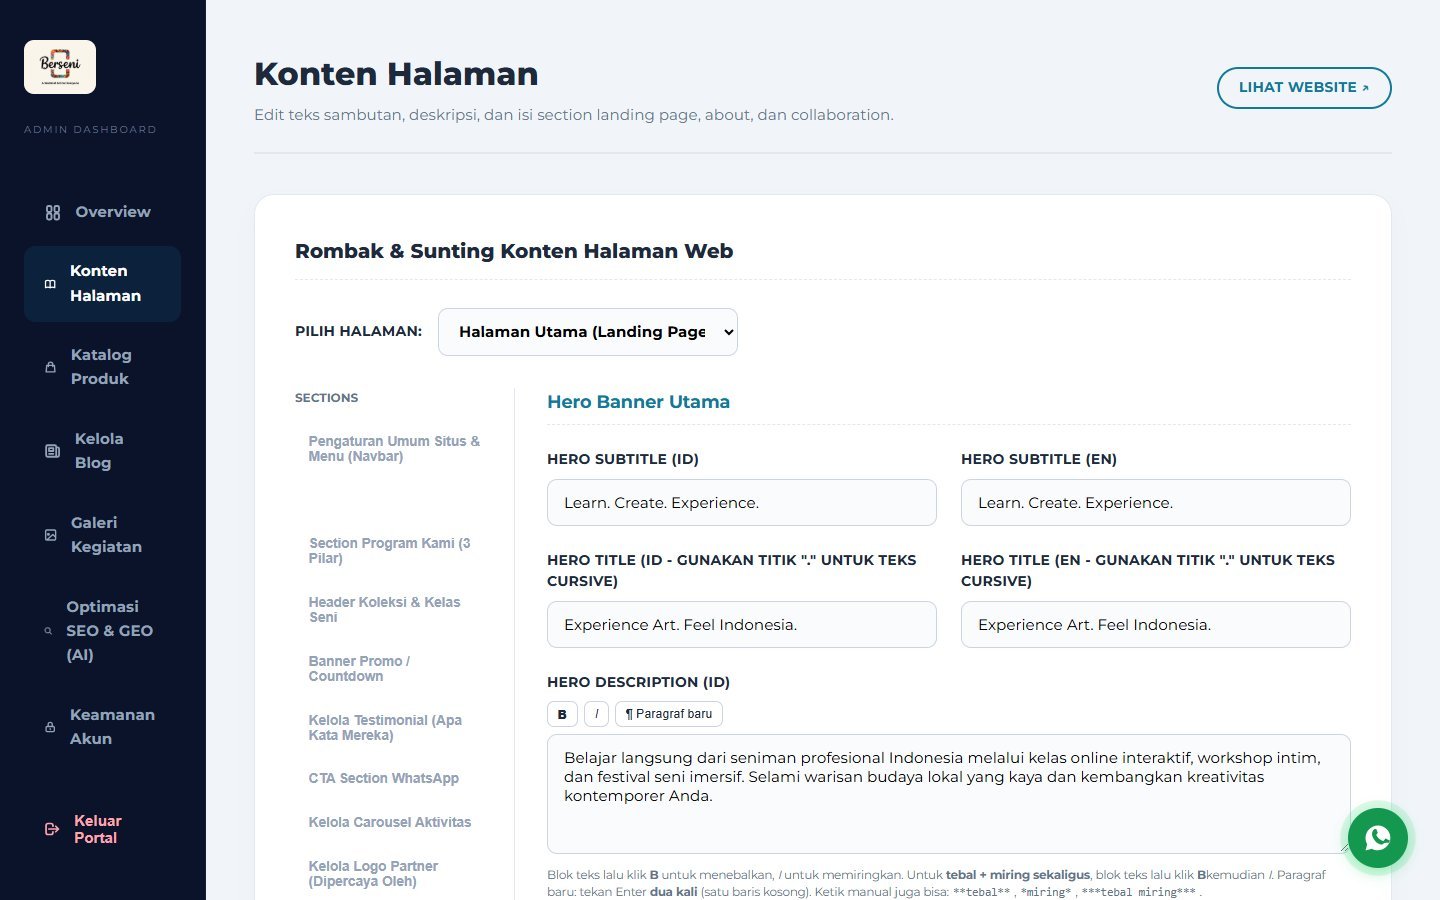 Berseni
ADMIN DASHBOARD
Overview
Konten
Halaman
Katalog
Produk
Kelola
Blog
Galeri
Kegiatan
Optimasi
SEO & GEO
(AI)
Keamanan
Akun
Keluar
Portal
Konten Halaman
Edit teks sambutan, deskripsi, dan isi section landing page, about, dan collaboration.
LIHAT WEBSITE ↗
Rombak & Sunting Konten Halaman Web
PILIH HALAMAN:
Halaman Utama (Landing Page
SECTIONS
Pengaturan Umum Situs &
Menu (Navbar)
Section Program Kami (3
Pilar)
Header Koleksi & Kelas
Seni
Banner Promo /
Countdown
Kelola Testimonial (Apa
Kata Mereka)
CTA Section WhatsApp
Kelola Carousel Aktivitas
Kelola Logo Partner
(Dipercaya Oleh)
Hero Banner Utama
HERO SUBTITLE (ID)
Learn. Create. Experience.
HERO SUBTITLE (EN)
Learn. Create. Experience.
HERO TITLE (ID - GUNAKAN TITIK "." UNTUK TEKS
CURSIVE)
Experience Art. Feel Indonesia.
HERO TITLE (EN - GUNAKAN TITIK "." UNTUK TEKS
CURSIVE)
Experience Art. Feel Indonesia.
HERO DESCRIPTION (ID)
B
I
¶ Paragraf baru
Belajar langsung dari seniman profesional Indonesia melalui kelas online interaktif, workshop intim,
dan festival seni imersif. Selami warisan budaya lokal yang kaya dan kembangkan kreativitas
kontemporer Anda.
Blok teks lalu klik B untuk menebalkan, I untuk memiringkan. Untuk tebal + miring sekaligus, blok teks lalu klik Bkemudian I. Paragraf
baru: tekan Enter dua kali (satu baris kosong). Ketik manual juga bisa: **tebal** , *miring* , ***tebal miring*** .